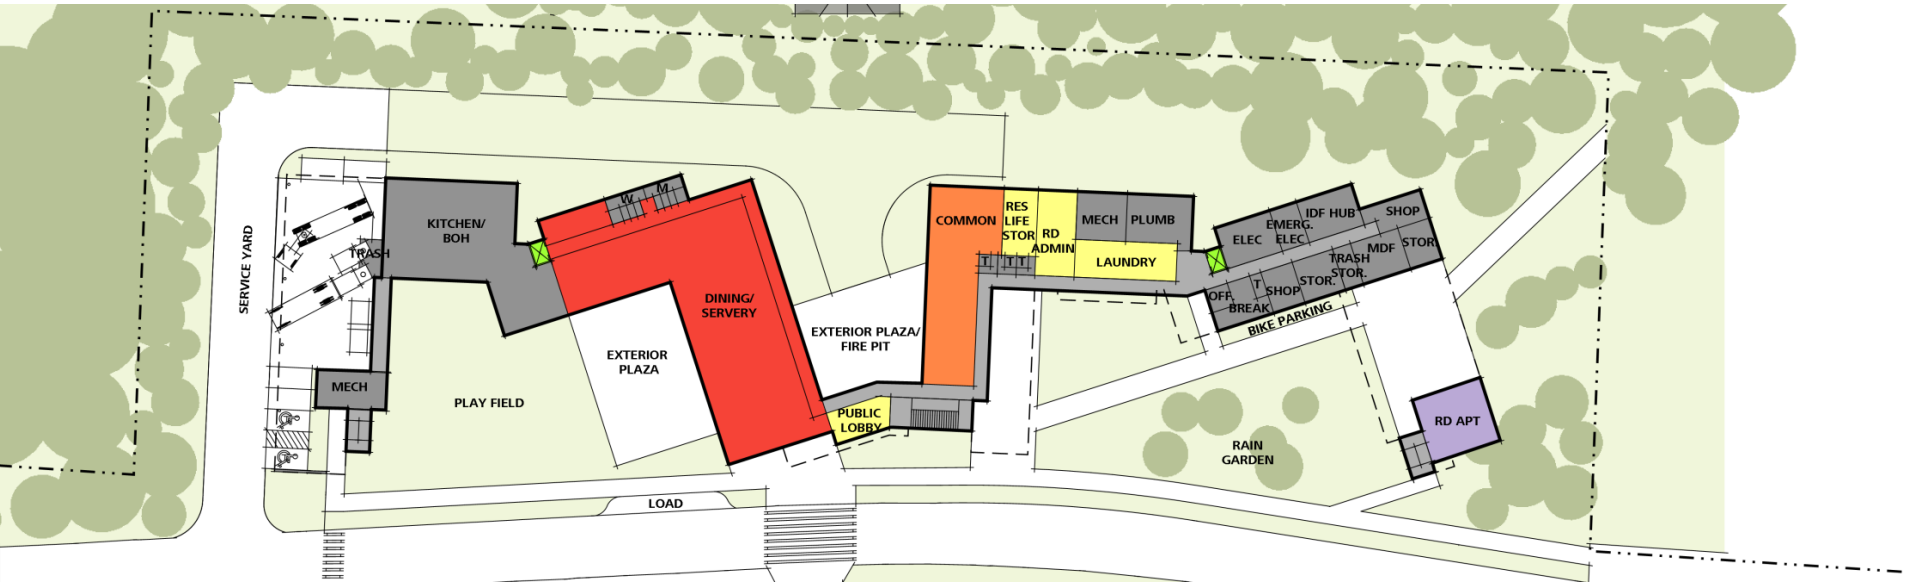 SERVICE YARD
TRASH
KITCHEN/
BOH
MECH
PLAY FIELD
W
M
EXTERIOR
PLAZA
DINING/
SERVERY
LOAD
EXTERIOR PLAZA/
FIRE PIT
PUBLIC
LOBBY
COMMON
RES
LIFE
STOR
RD
ADMIN
T
T T
MECH
PLUMB
LAUNDRY
ELEC
EMERG.
ELEC
IDF HUB
SHOP
STOR.
MDF
TRASH
STOR.
STOR.
T
SHOP
OFF.
BREAK
BIKE PARKING
RAIN
GARDEN
RD APT